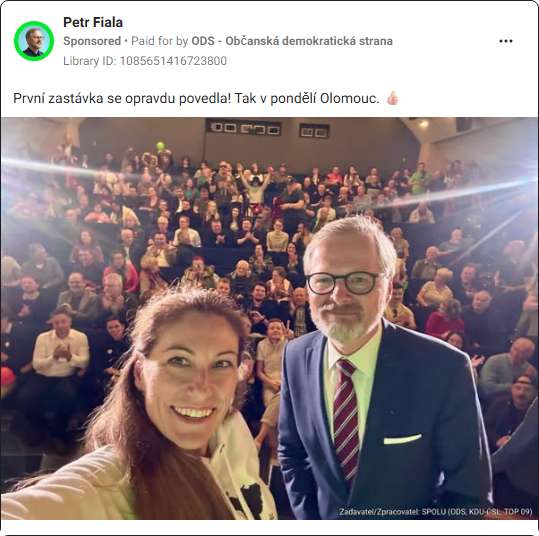 Petr Fiala
Sponsored • Paid for by ODS - Občanská demokratická strana
Library ID: 1085651416723800
První zastávka se opravdu povedla! Tak v pondělí Olomouc. 👍🏻
Zadavatel/Zpracovatel: SPOLU (ODS, KDU-ČSL, TOP 09)